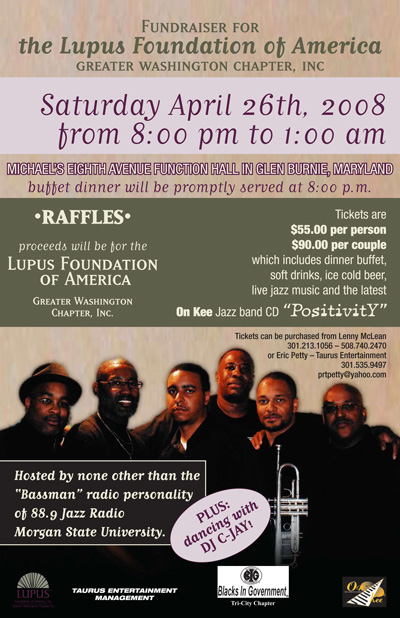 FUNDRAISER FOR
the Lupus Foundation of America
GREATER WASHINGTON CHAPTER, INC
Saturday April 26th, 2008
from 8:00 pm to 1:00 am
MICHAEL'S EIGHTH AVENUE FUNCTION HALL IN GLEN BURNIE, MARYLAND
buffet dinner will be promptly served at 8:00 p.m.
•RAFFLES•
proceeds will be for the
LUPUS FOUNDATION
OF AMERICA
GREATER WASHINGTON
CHAPTER, INC.
Tickets are
$55.00 per person
$90.00 per couple
which includes dinner buffet,
soft drinks, ice cold beer,
live jazz music and the latest
On Kee Jazz band CD "PositivitY"
Tickets can be purchased from Lenny McLean
301.213.1056 – 508.740.2470
or Eric Petty – Taurus Entertainment
301.535.9497
prtpetty@yahoo.com
Hosted by none other than the
"Bassman" radio personality
of 88.9 Jazz Radio
Morgan State University.
PLUS:
dancing with
DJ C-JAY!
LUPUS
TAURUS ENTERTAINMENT
MANAGEMENT
Blacks In Government
Tri-City Chapter
On
Kee